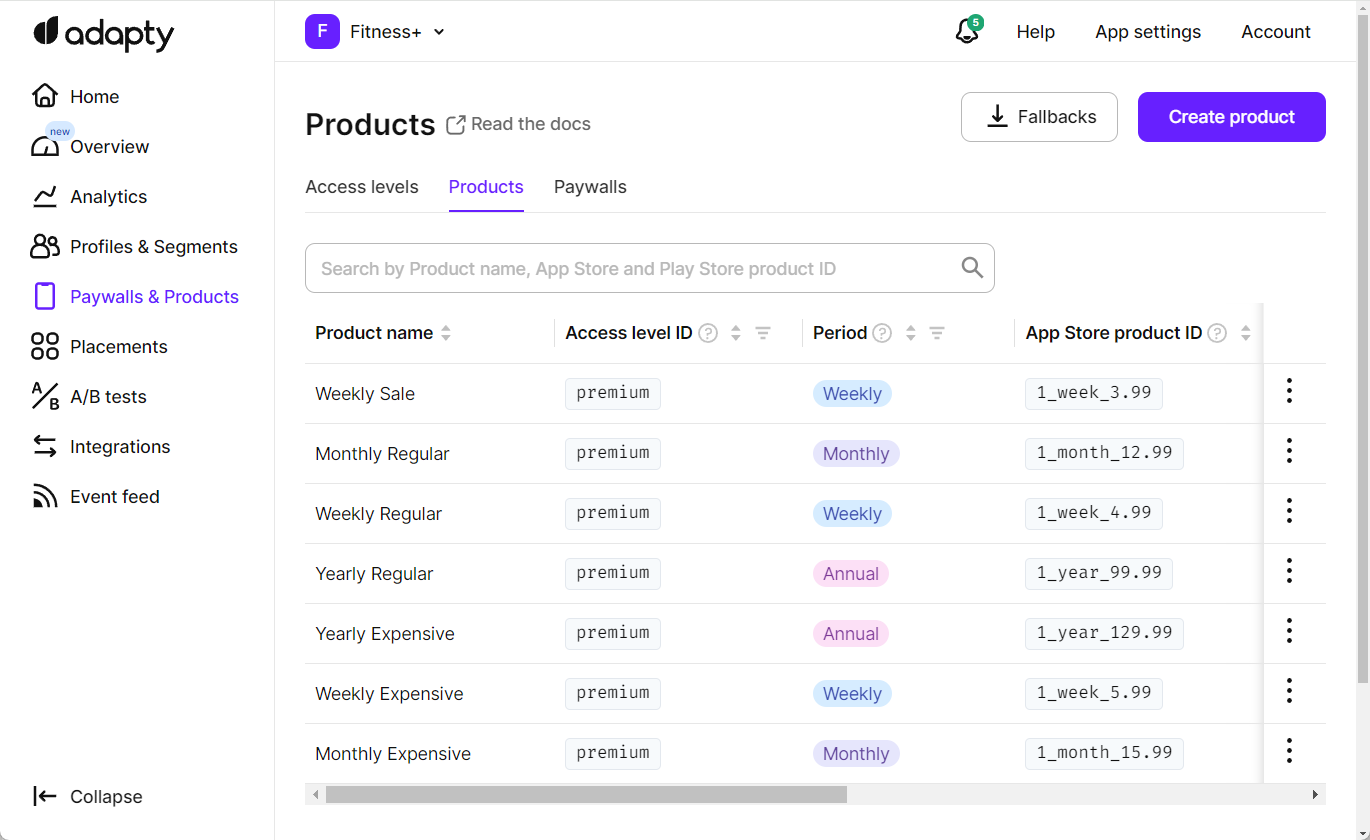 adapty
F Fitness+
5
Help
App settings
Account
Home
new
Overview
Analytics
Profiles & Segments
Paywalls & Products
Placements
A/B A/B tests
Integrations
Event feed
Collapse
Products Read the docs
Fallbacks
Create product
Access levels Products Paywalls
Search by Product name, App Store and Play Store product ID
Product name Access level ID ? Period ? App Store product ID ?
Weekly Sale premium Weekly 1_week_3.99
Monthly Regular premium Monthly 1_month_12.99
Weekly Regular premium Weekly 1_week_4.99
Yearly Regular premium Annual 1_year_99.99
Yearly Expensive premium Annual 1_year_129.99
Weekly Expensive premium Weekly 1_week_5.99
Monthly Expensive premium Monthly 1_month_15.99